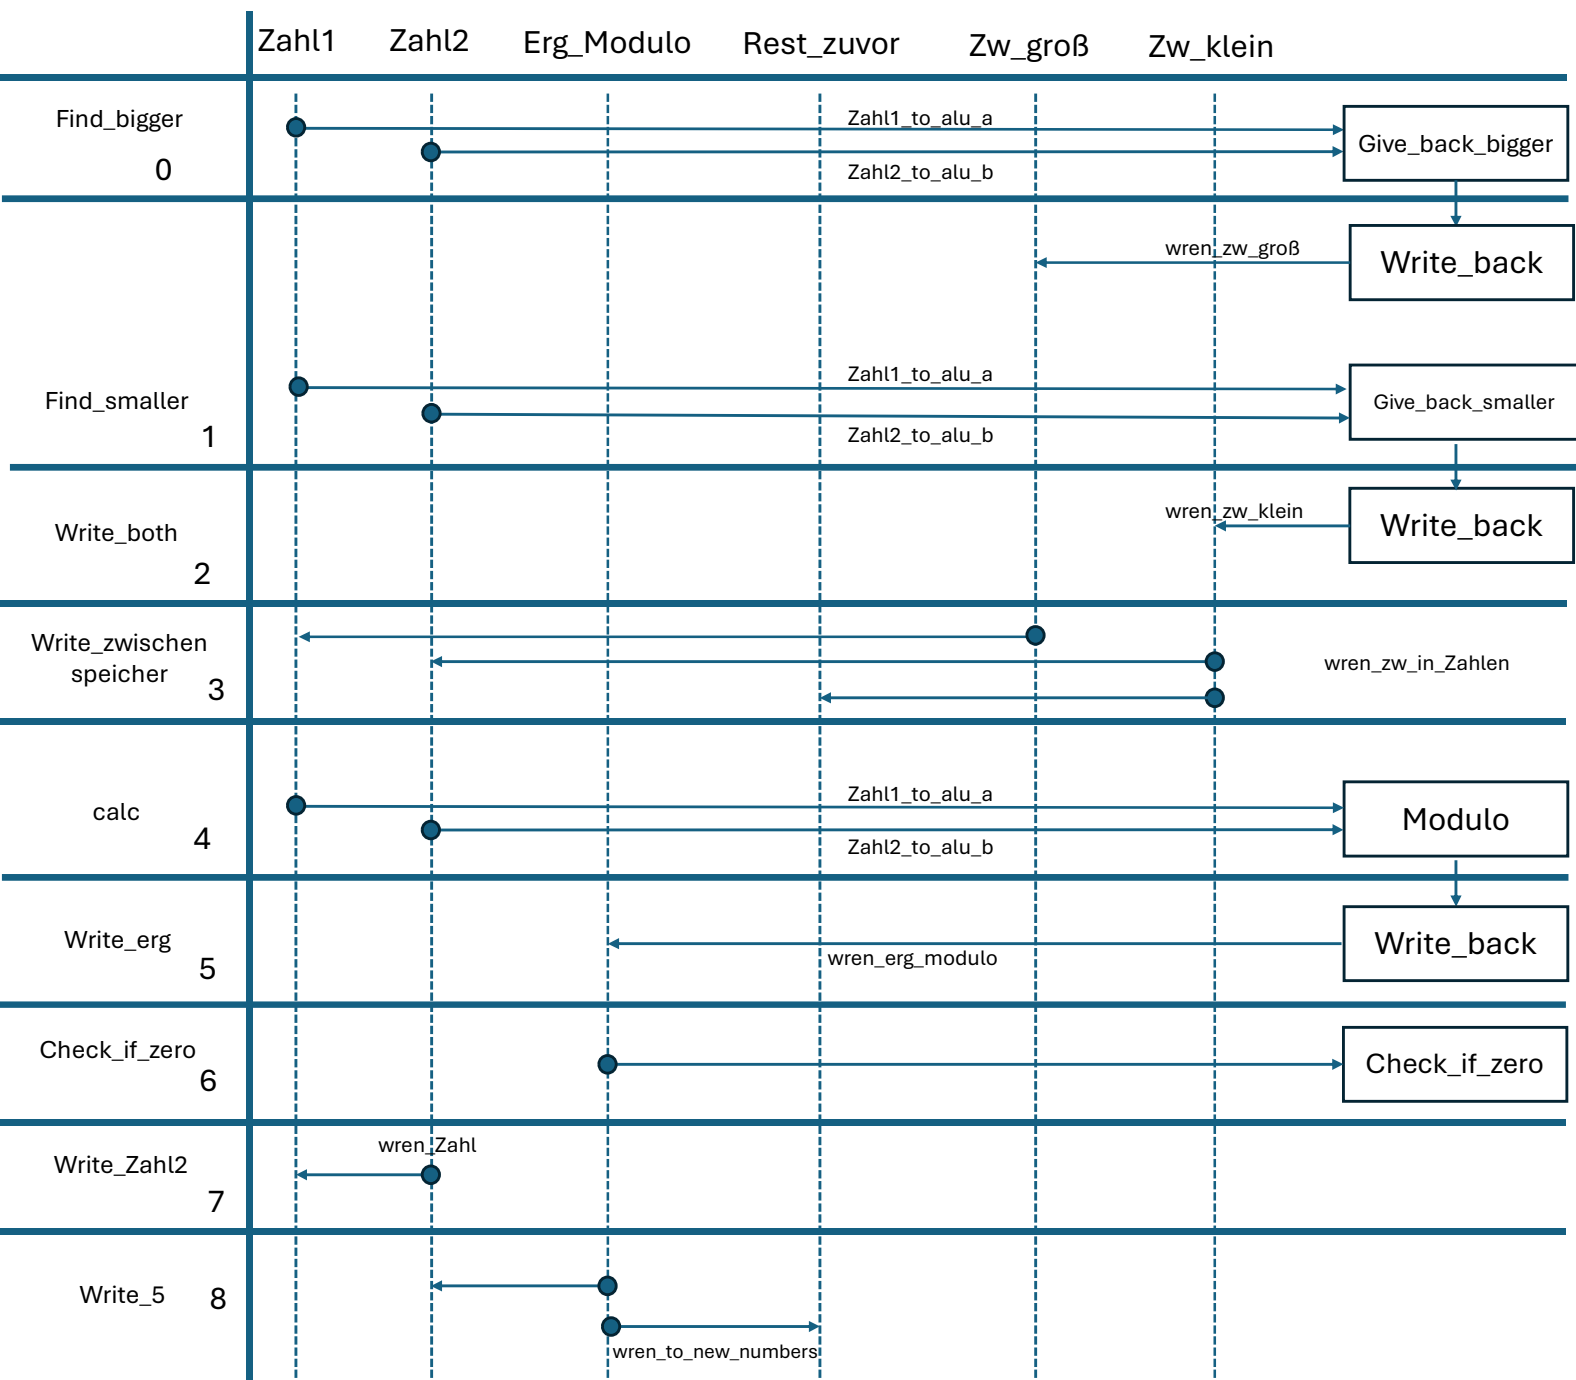 Zahl1 Zahl2 Erg_Modulo Rest_zuvor Zw_groß Zw_klein
Find_bigger
0
Zahl1_to_alu_a
Zahl2_to_alu_b
Give_back_bigger
wren_zw_groß
Write_back
Find_smaller
1
Zahl1_to_alu_a
Zahl2_to_alu_b
Give_back_smaller
Write_both
2
wren_zw_klein
Write_back
Write_zwischen
speicher
3
wren_zw_in_Zahlen
calc
4
Zahl1_to_alu_a
Zahl2_to_alu_b
Modulo
Write_erg
5
wren_erg_modulo
Write_back
Check_if_zero
6
Check_if_zero
Write_Zahl2
7
wren_Zahl
Write_5
8
wren_to_new_numbers